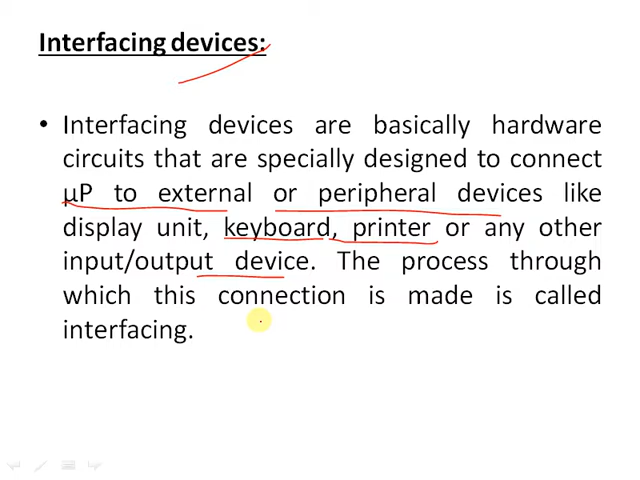 Interfacing devices:
• Interfacing devices are basically hardware
circuits that are specially designed to connect
µP to external or peripheral devices like
display unit, keyboard, printer or any other
input/output device. The process through
which this connection is made is called
interfacing.